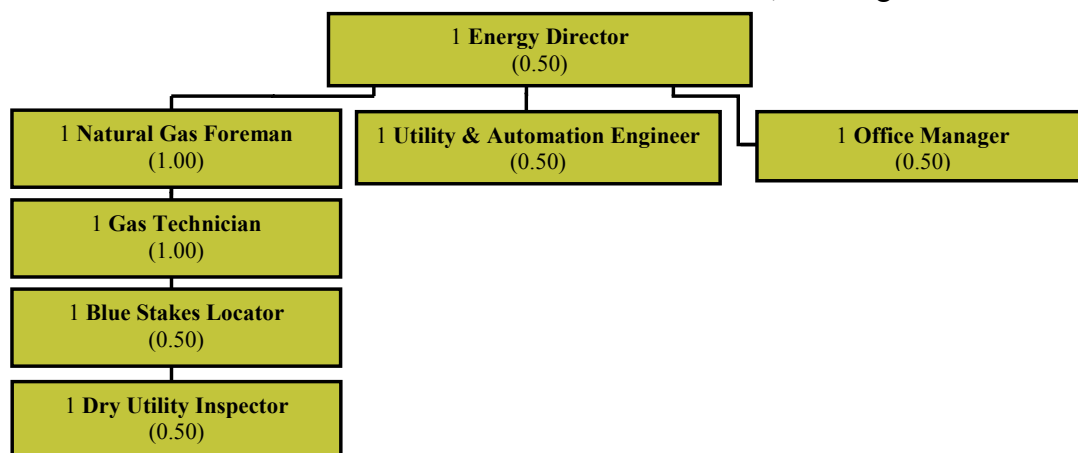 1 Energy Director
(0.50)
1 Natural Gas Foreman
(1.00)
1 Utility & Automation Engineer
(0.50)
1 Office Manager
(0.50)
1 Gas Technician
(1.00)
1 Blue Stakes Locator
(0.50)
1 Dry Utility Inspector
(0.50)